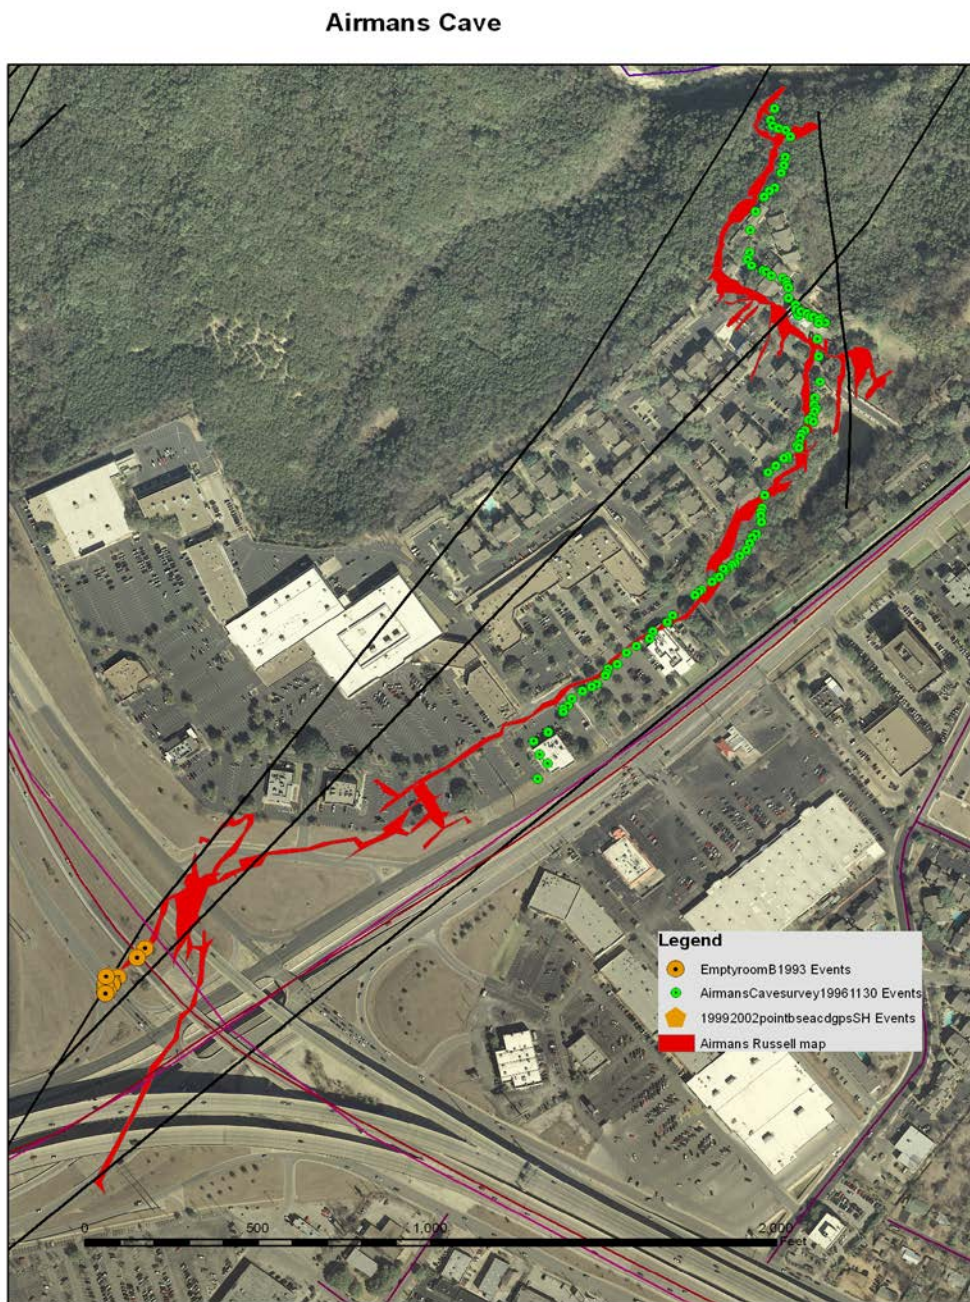 Airmans Cave
Legend
EmptyroomB1993 Events
AirmansCavesurvey19961130 Events
19992002pointbseacdgpsSH Events
Airmans Russell map
0 500 1,000 2,000
Feet